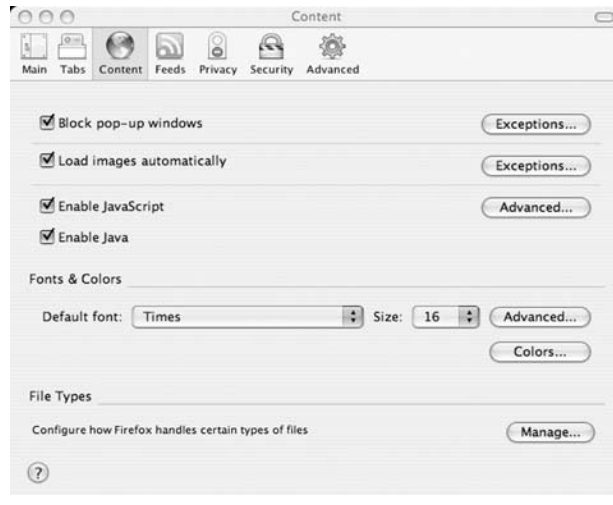 Content
Main Tabs Content Feeds Privacy Security Advanced
Block pop-up windows Exceptions...
Load images automatically Exceptions...
Enable JavaScript Advanced...
Enable Java
Fonts & Colors
Default font: Times Size: 16 Advanced...
Colors...
File Types
Configure how Firefox handles certain types of files Manage...
?